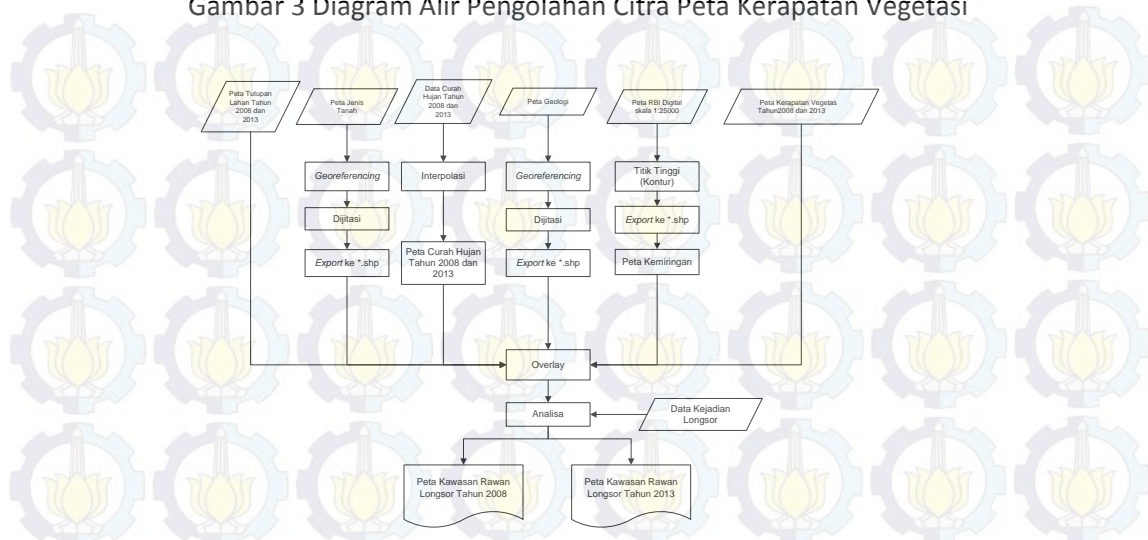 Gambar 3 Diagram Alir Pengolahan Citra Peta Kerapatan Vegetasi
Peta Tutupan
Lahan Tahun
2008 dan
2013
Peta Jenis
Tanah
Data Curah
Hujan Tahun
2008 dan
2013
Peta Geologi
Peta RBI Digital
skala 1:25000
Peta Kerapatan Vegetas
Tahun2008 dan 2013
Georeferencing
Interpolasi
Georeferencing
Titik Tinggi
(Kontur)
Dijitasi
Dijitasi
Export ke *.shp
Export ke *.shp
Peta Curah Hujan
Tahun 2008 dan
2013
Export ke *.shp
Peta Kemiringan
Overlay
Analisa
Data Kejadian
Longsor
Peta Kawasan Rawan
Longsor Tahun 2008
Peta Kawasan Rawan
Longsor Tahun 2013